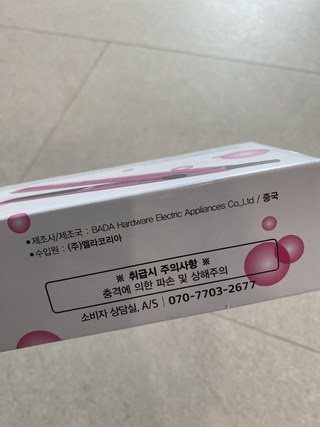 • 제조사/제조국 : BADA Hardware Electric Appliances Co.,Ltd / 중국
• 수입원 : (주)엘라코리아
※ 취급시 주의사항 ※
충격에 의한 파손 및 상해주의
소비자 상담실, A/S | 070-7703-2677